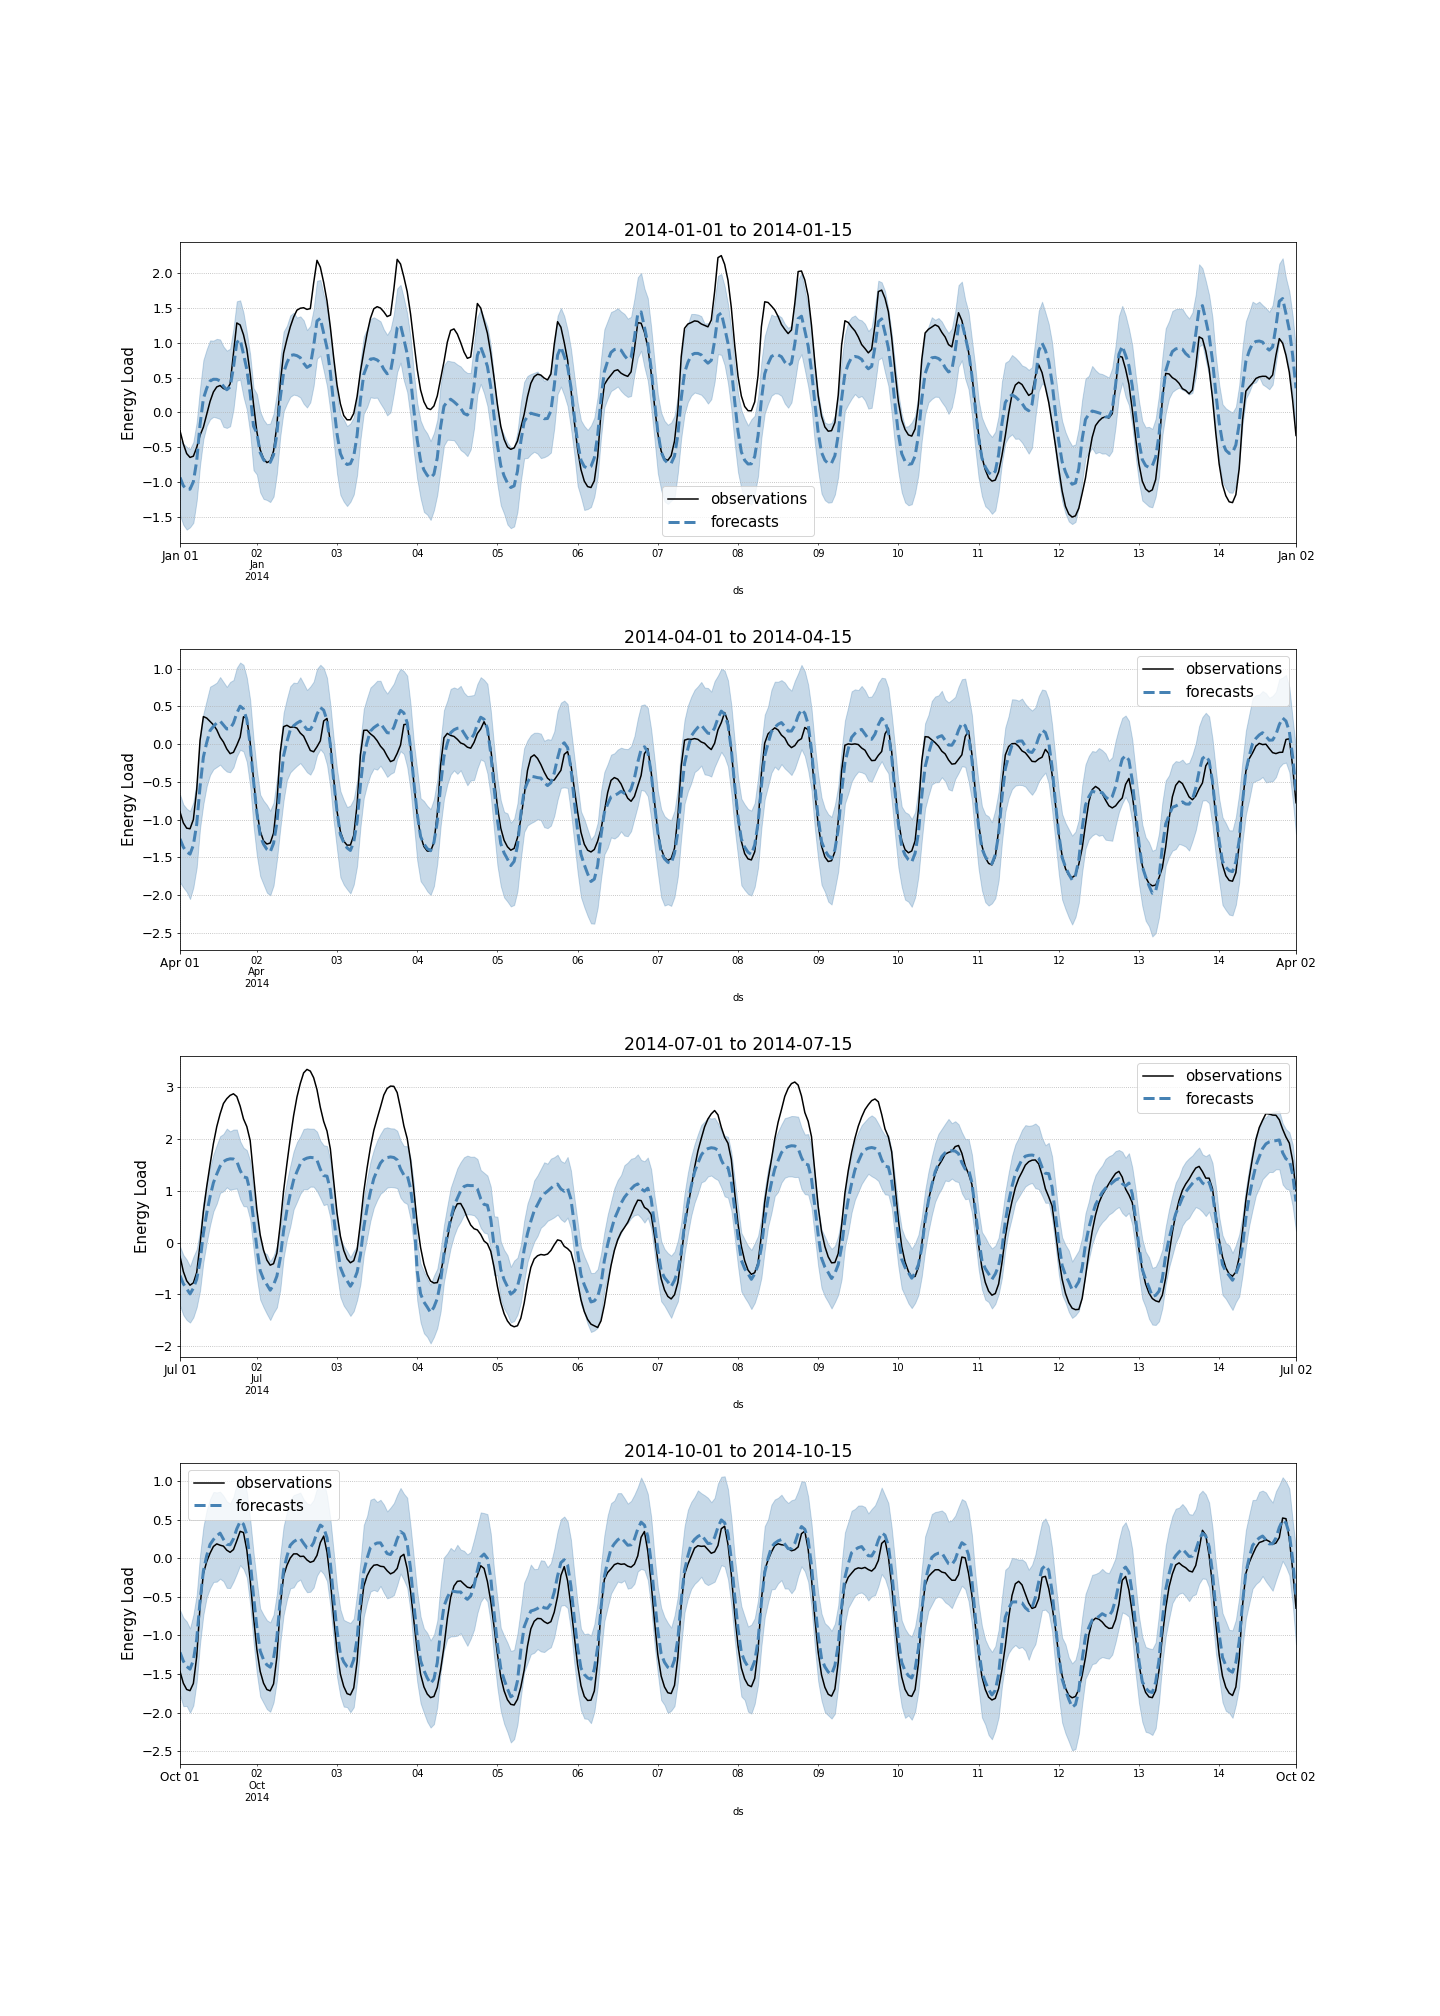 2014-01-01 to 2014-01-15
Energy Load
2.0
1.5
1.0
0.5
0.0
−0.5
−1.0
−1.5
observations
forecasts
Jan 01 02 03 04 05 06 07 08 09 10 11 12 13 14 Jan 02
Jan
2014
ds
2014-04-01 to 2014-04-15
Energy Load
1.0
0.5
0.0
−0.5
−1.0
−1.5
−2.0
−2.5
observations
forecasts
Apr 01 02 03 04 05 06 07 08 09 10 11 12 13 14 Apr 02
Apr
2014
ds
2014-07-01 to 2014-07-15
Energy Load
3
2
1
0
−1
−2
observations
forecasts
Jul 01 02 03 04 05 06 07 08 09 10 11 12 13 14 Jul 02
Jul
2014
ds
2014-10-01 to 2014-10-15
Energy Load
1.0
0.5
0.0
−0.5
−1.0
−1.5
−2.0
−2.5
observations
forecasts
Oct 01 02 03 04 05 06 07 08 09 10 11 12 13 14 Oct 02
Oct
2014
ds